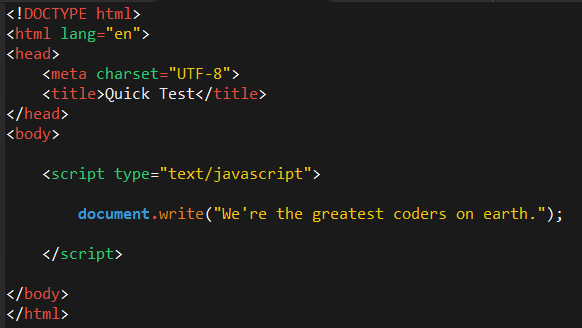 <!DOCTYPE html>
<html lang="en">
<head>
    <meta charset="UTF-8">
    <title>Quick Test</title>
</head>
<body>

    <script type="text/javascript">

        document.write("We're the greatest coders on earth.");

    </script>

</body>
</html>